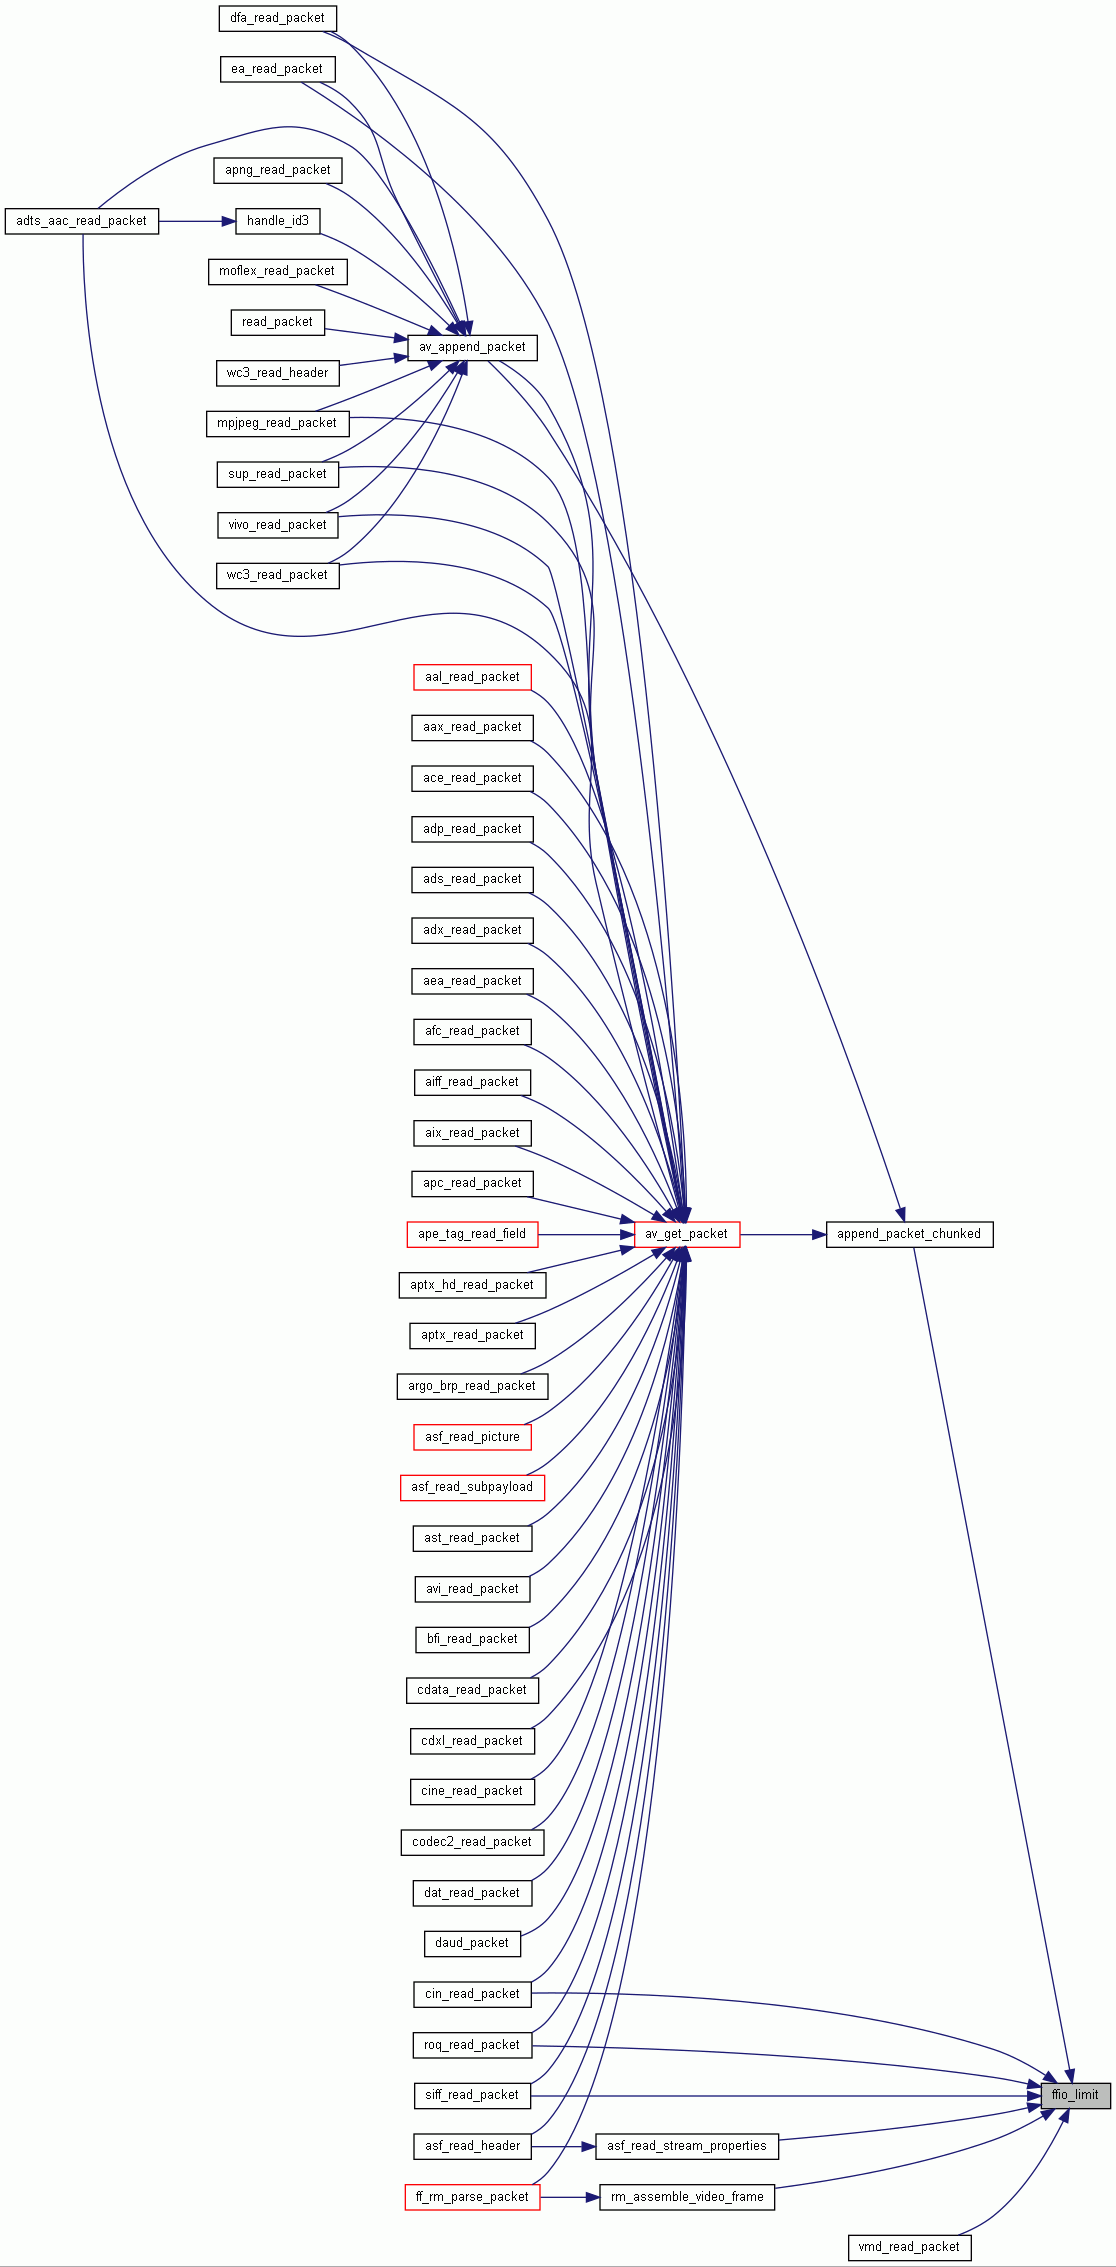 dfa_read_packet
ea_read_packet
apng_read_packet
adts_aac_read_packet
handle_id3
moflex_read_packet
read_packet
av_append_packet
wc3_read_header
mpjpeg_read_packet
sup_read_packet
vivo_read_packet
wc3_read_packet
aal_read_packet
aax_read_packet
ace_read_packet
adp_read_packet
ads_read_packet
adx_read_packet
aea_read_packet
afc_read_packet
aiff_read_packet
aix_read_packet
apc_read_packet
ape_tag_read_field
av_get_packet
append_packet_chunked
aptx_hd_read_packet
aptx_read_packet
argo_brp_read_packet
asf_read_picture
asf_read_subpayload
ast_read_packet
avi_read_packet
bfi_read_packet
cdata_read_packet
cdxl_read_packet
cine_read_packet
codec2_read_packet
dat_read_packet
daud_packet
cin_read_packet
roq_read_packet
siff_read_packet
ffio_limit
asf_read_header
asf_read_stream_properties
ff_rm_parse_packet
rm_assemble_video_frame
vmd_read_packet